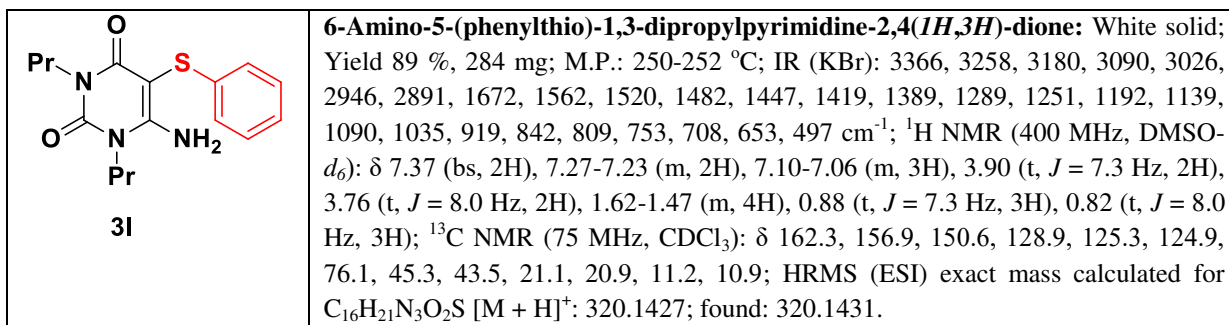 O
Pr
N
S
O
N
NH2
Pr
3l
6-Amino-5-(phenylthio)-1,3-dipropylpyrimidine-2,4(1H,3H)-dione: White solid;
Yield 89 %, 284 mg; M.P.: 250-252 °C; IR (KBr): 3366, 3258, 3180, 3090, 3026,
2946, 2891, 1672, 1562, 1520, 1482, 1447, 1419, 1389, 1289, 1251, 1192, 1139,
1090, 1035, 919, 842, 809, 753, 708, 653, 497 cm⁻¹; ¹H NMR (400 MHz, DMSO-
d₆): δ 7.37 (bs, 2H), 7.27-7.23 (m, 2H), 7.10-7.06 (m, 3H), 3.90 (t, J = 7.3 Hz, 2H),
3.76 (t, J = 8.0 Hz, 2H), 1.62-1.47 (m, 4H), 0.88 (t, J = 7.3 Hz, 3H), 0.82 (t, J = 8.0
Hz, 3H); ¹³C NMR (75 MHz, CDCl₃): δ 162.3, 156.9, 150.6, 128.9, 125.3, 124.9,
76.1, 45.3, 43.5, 21.1, 20.9, 11.2, 10.9; HRMS (ESI) exact mass calculated for
C₁₆H₂₁N₃O₂S [M + H]⁺: 320.1427; found: 320.1431.